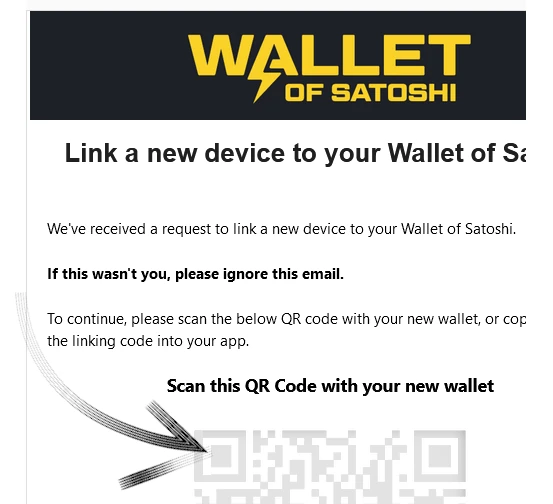 WALLET
OF SATOSHI
Link a new device to your Wallet of Sa
We've received a request to link a new device to your Wallet of Satoshi.
If this wasn't you, please ignore this email.
To continue, please scan the below QR code with your new wallet, or cop
the linking code into your app.
Scan this QR Code with your new wallet